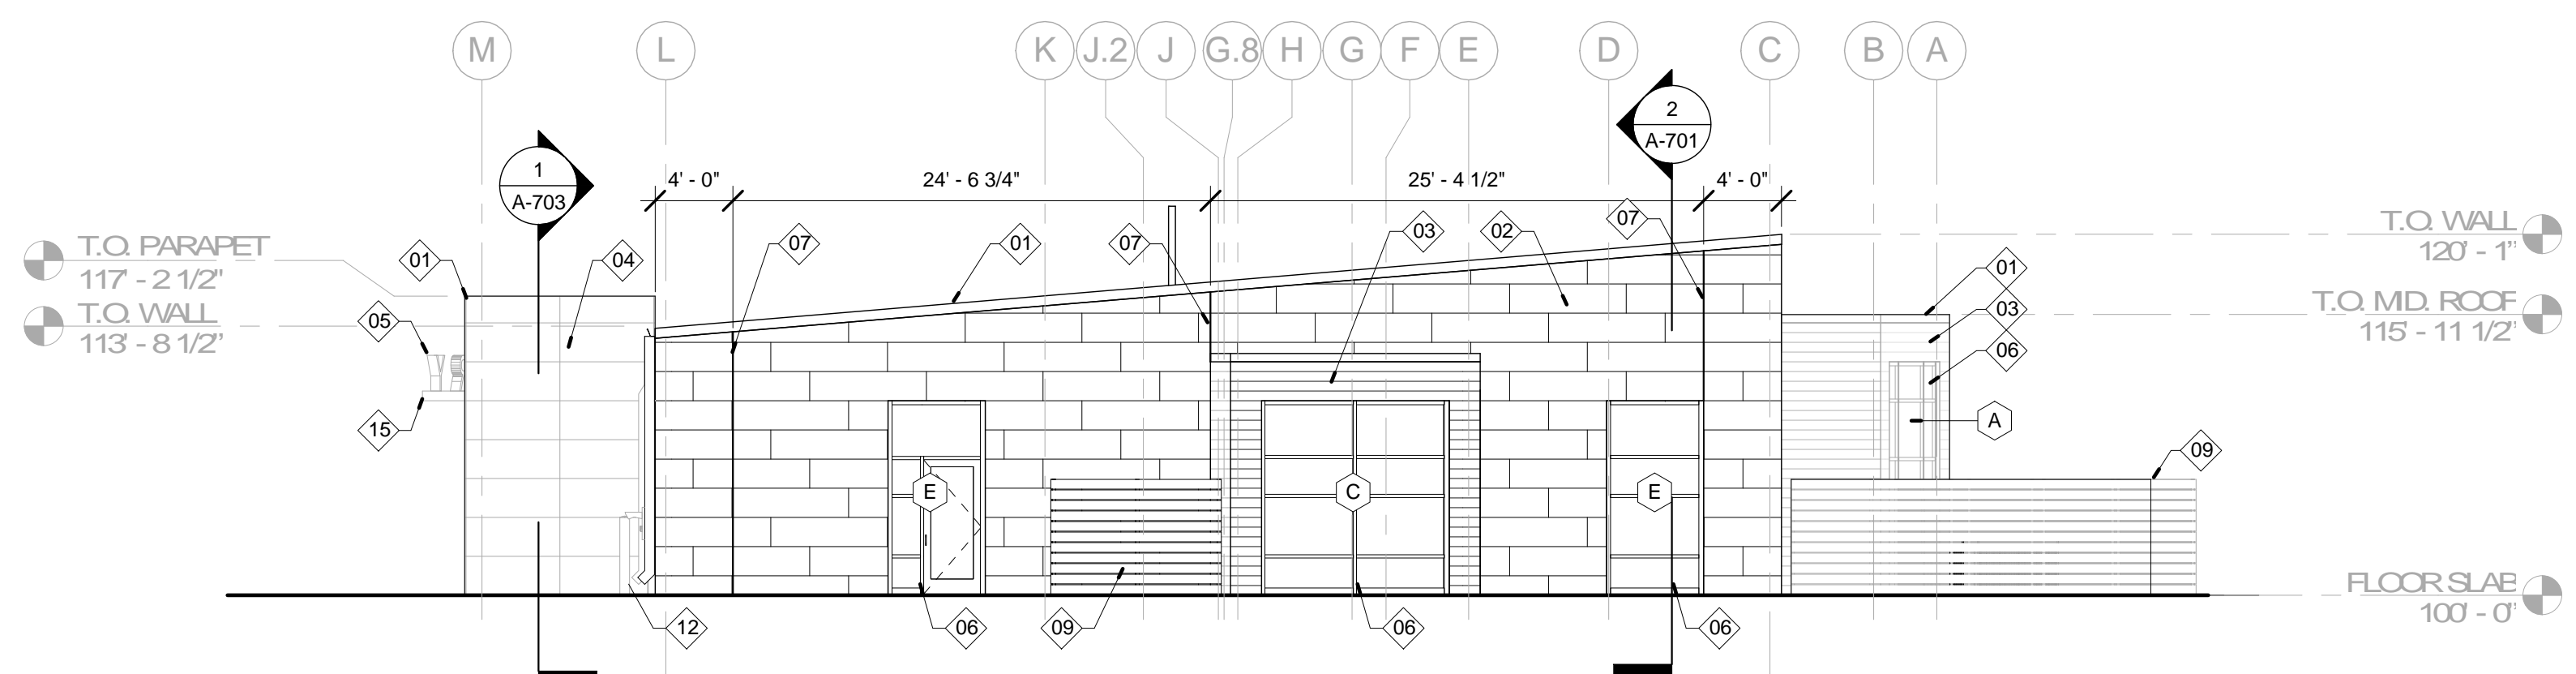 M
L
K
J.2
J
G.8
H
G
F
E
D
C
B
A
1
A-703
2
A-701
4' - 0"
24' - 6 3/4"
25' - 4 1/2"
4' - 0"
T.O. PARAPET
117' - 2 1/2"
T.O. WALL
113' - 8 1/2"
T.O. WALL
120' - 1"
T.O. MID. ROOF
115' - 11 1/2"
FLOOR SLAB
100' - 0"
01
04
07
01
07
03
02
07
01
03
06
05
15
A
09
E
C
E
12
06
09
06
06